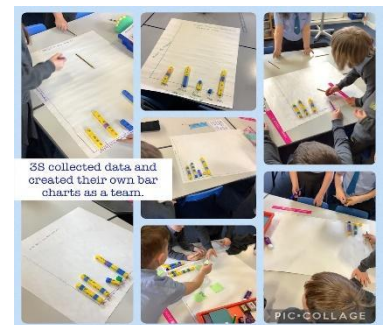 3S collected data and
created their own bar
charts as a team.
PIC•COLLAGE